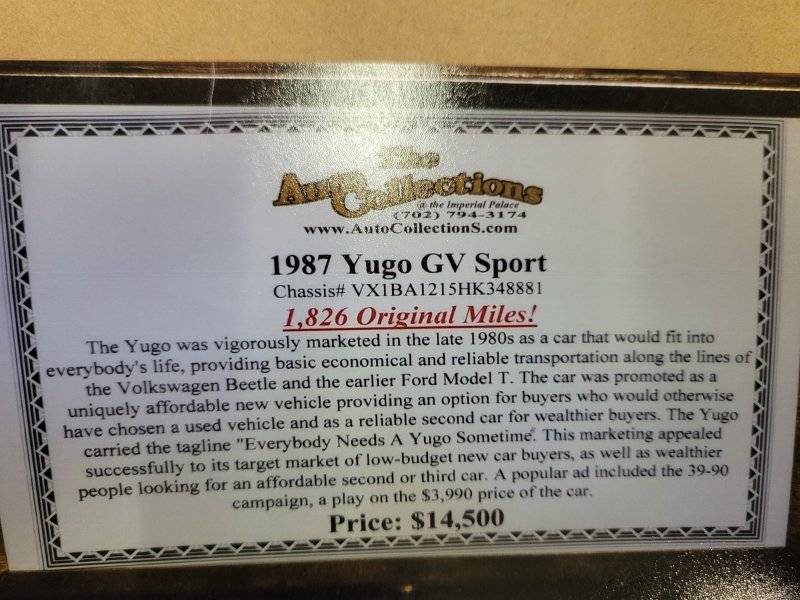 The
Auto Collections
@ the Imperial Palace
(702) 794-3174
www.AutoCollectionS.com
1987 Yugo GV Sport
Chassis# VX1BA1215HK348881
1,826 Original Miles!
The Yugo was vigorously marketed in the late 1980s as a car that would fit into
everybody's life, providing basic economical and reliable transportation along the lines of
the Volkswagen Beetle and the earlier Ford Model T. The car was promoted as a
uniquely affordable new vehicle providing an option for buyers who would otherwise
have chosen a used vehicle and as a reliable second car for wealthier buyers. The Yugo
carried the tagline "Everybody Needs A Yugo Sometime". This marketing appealed
successfully to its target market of low-budget new car buyers, as well as wealthier
people looking for an affordable second or third car. A popular ad included the 39-90
campaign, a play on the $3,990 price of the car.
Price: $14,500